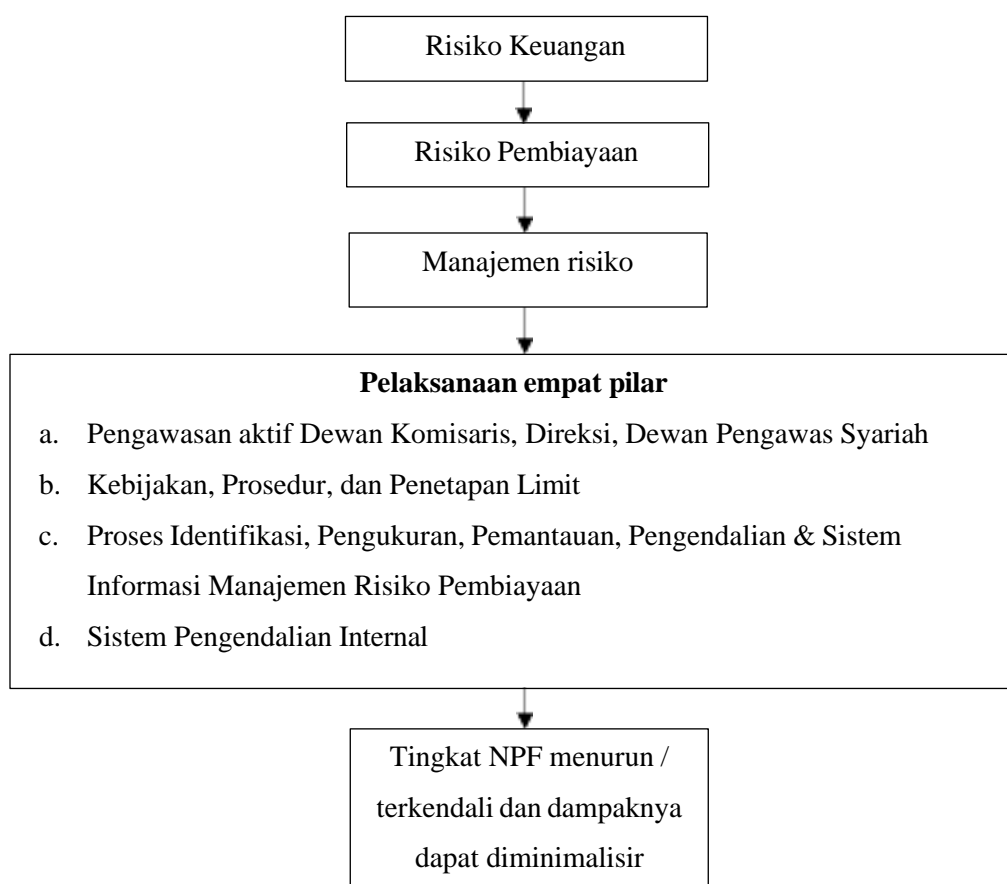 Risiko Keuangan
Risiko Pembiayaan
Manajemen risiko
Pelaksanaan empat pilar
a. Pengawasan aktif Dewan Komisaris, Direksi, Dewan Pengawas Syariah
b. Kebijakan, Prosedur, dan Penetapan Limit
c. Proses Identifikasi, Pengukuran, Pemantauan, Pengendalian & Sistem
Informasi Manajemen Risiko Pembiayaan
d. Sistem Pengendalian Internal
Tingkat NPF menurun /
terkendali dan dampaknya
dapat diminimalisir